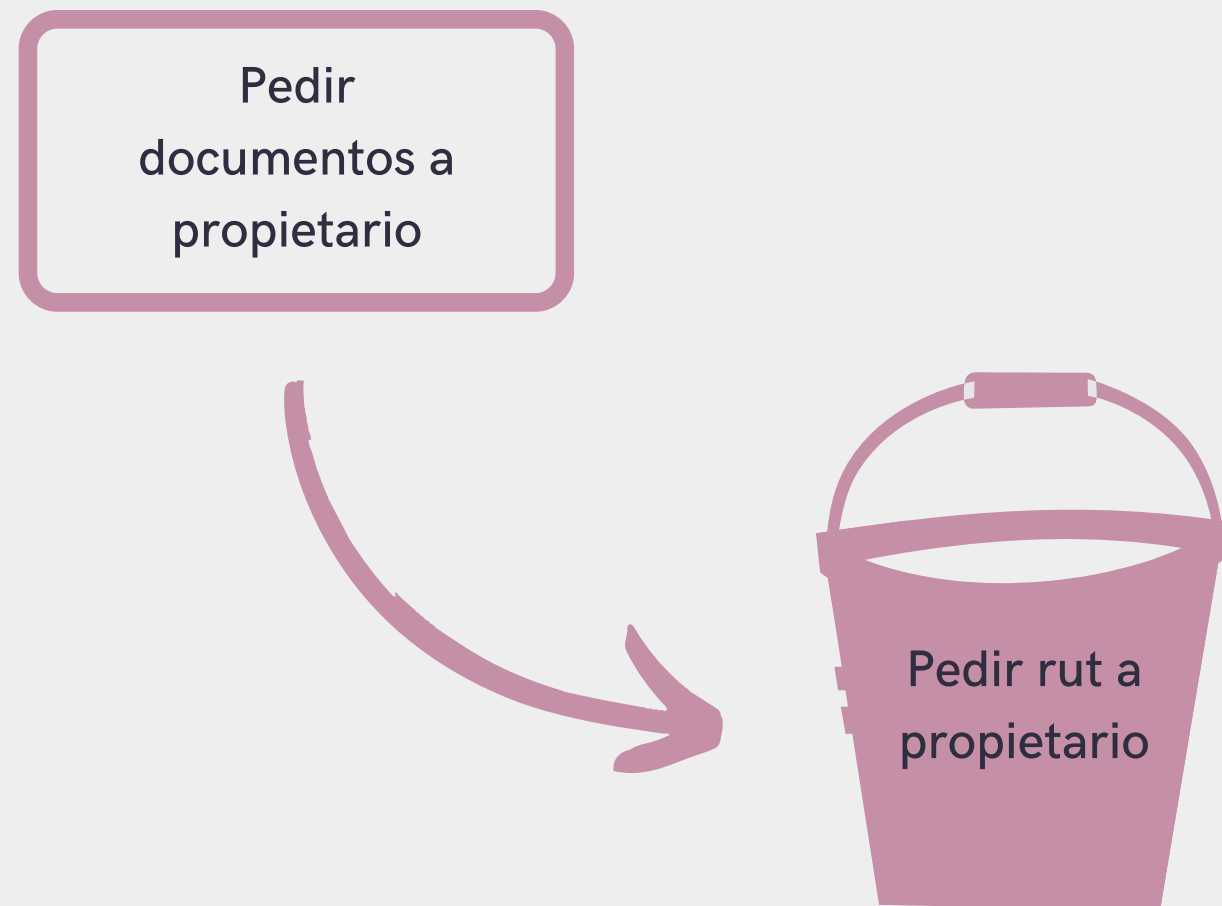 Pedir
documentos a
propietario
Pedir rut a
propietario